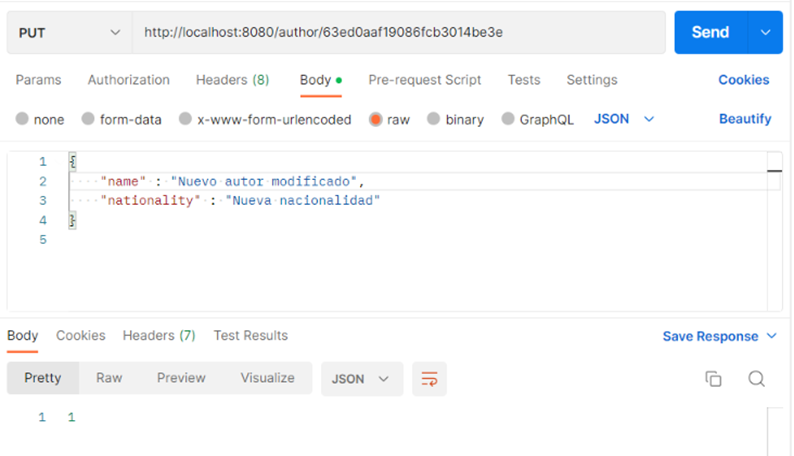 PUT http://localhost:8080/author/63ed0aaf19086fcb3014be3e Send
Params Authorization Headers (8) Body Pre-request Script Tests Settings Cookies
none form-data x-www-form-urlencoded raw binary GraphQL JSON Beautify
1 {
2 "name" : "Nuevo autor modificado",
3 "nationality" : "Nueva nacionalidad"
4 }
5
Body Cookies Headers (7) Test Results Save Response
Pretty Raw Preview Visualize JSON
1 1